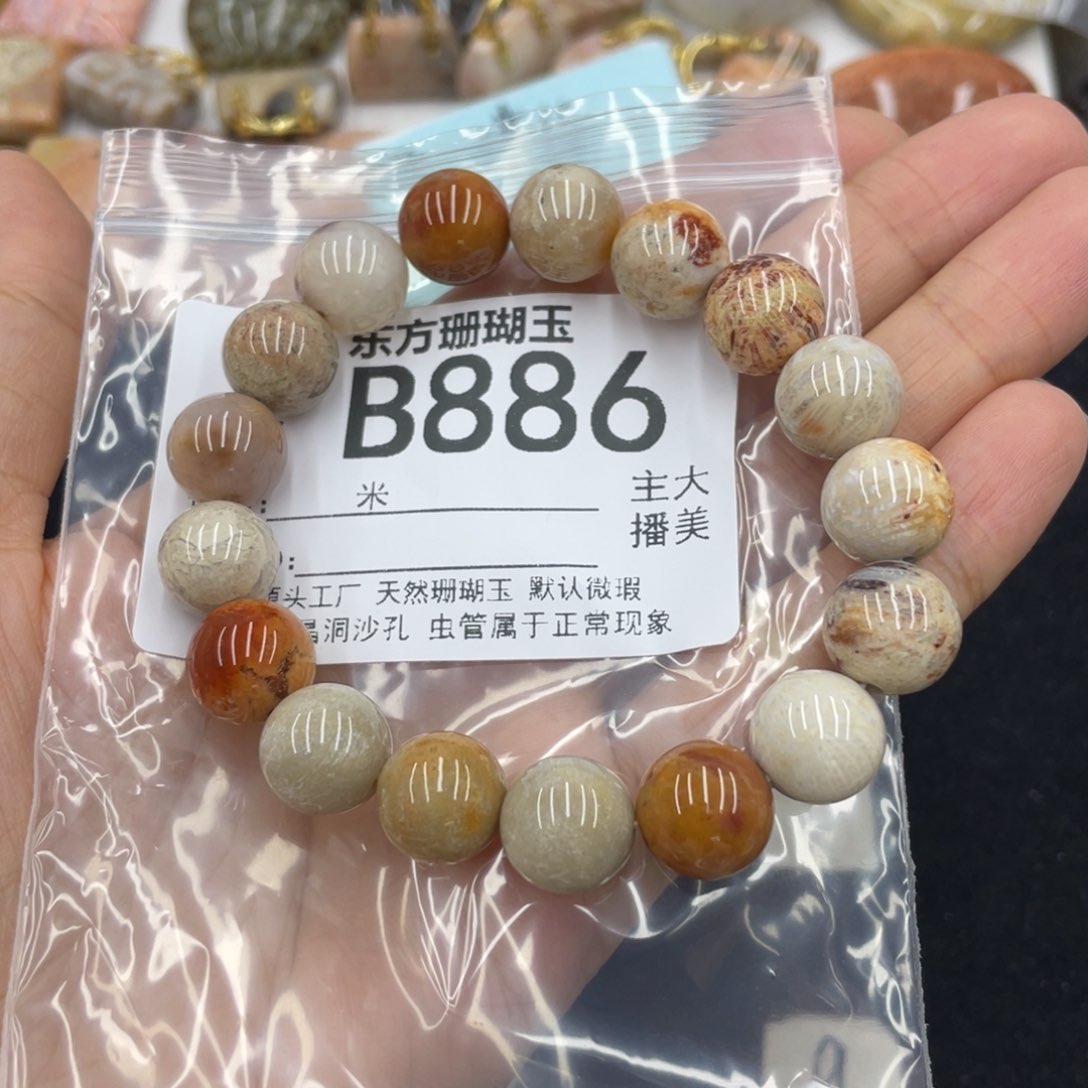 东方珊瑚玉
B886
米
主大
播美
头工厂 天然珊瑚玉 默认微瑕
晶洞沙孔 虫管属于正常现象